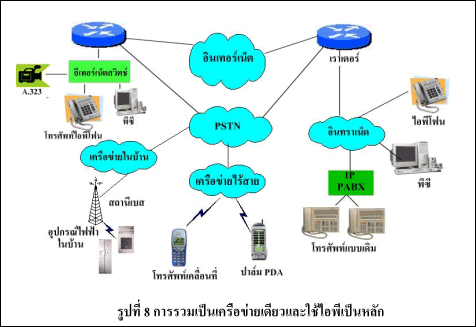 อินเทอร์เน็ต
เราเตอร์
อีเทอร์เน็ตสวิตช์
A.323
โทรศัพท์ไอพีโฟน
พีซี
PSTN
ไอพีโฟน
อินทราเน็ต
พีซี
เครือข่ายในบ้าน
เครือข่ายไร้สาย
IP
PABX
สถานีเบส
อุปกรณ์ไฟฟ้า
ในบ้าน
โทรศัพท์เคลื่อนที่
ปาล์ม PDA
โทรศัพท์แบบเดิม
รูปที่ 8 การรวมเป็นเครือข่ายเดียวและใช้ไอพีเป็นหลัก